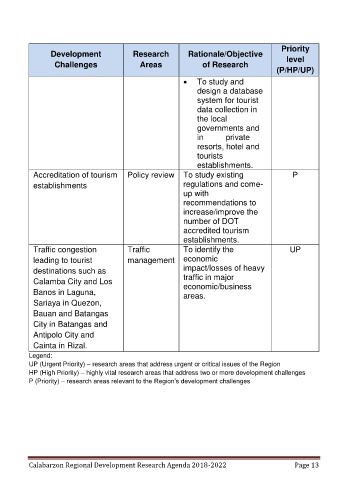 Development Challenges
Research Areas
Rationale/Objective of Research
Priority level (P/HP/UP)
• To study and
design a database
system for tourist
data collection in
the local
governments and
in private
resorts, hotel and
tourists
establishments.
Accreditation of tourism
establishments
Policy review
To study existing
regulations and come-
up with
recommendations to
increase/improve the
number of DOT
accredited tourism
establishments.
P
Traffic congestion
leading to tourist
destinations such as
Calamba City and Los
Banos in Laguna,
Sariaya in Quezon,
Bauan and Batangas
City in Batangas and
Antipolo City and
Cainta in Rizal.
Traffic
management
To identify the
economic
impact/losses of heavy
traffic in major
economic/business
areas.
UP
Legend:
UP (Urgent Priority) – research areas that address urgent or critical issues of the Region
HP (High Priority) – highly vital research areas that address two or more development challenges
P (Priority) – research areas relevant to the Region's development challenges
Calabarzon Regional Development Research Agenda 2018-2022 Page 13